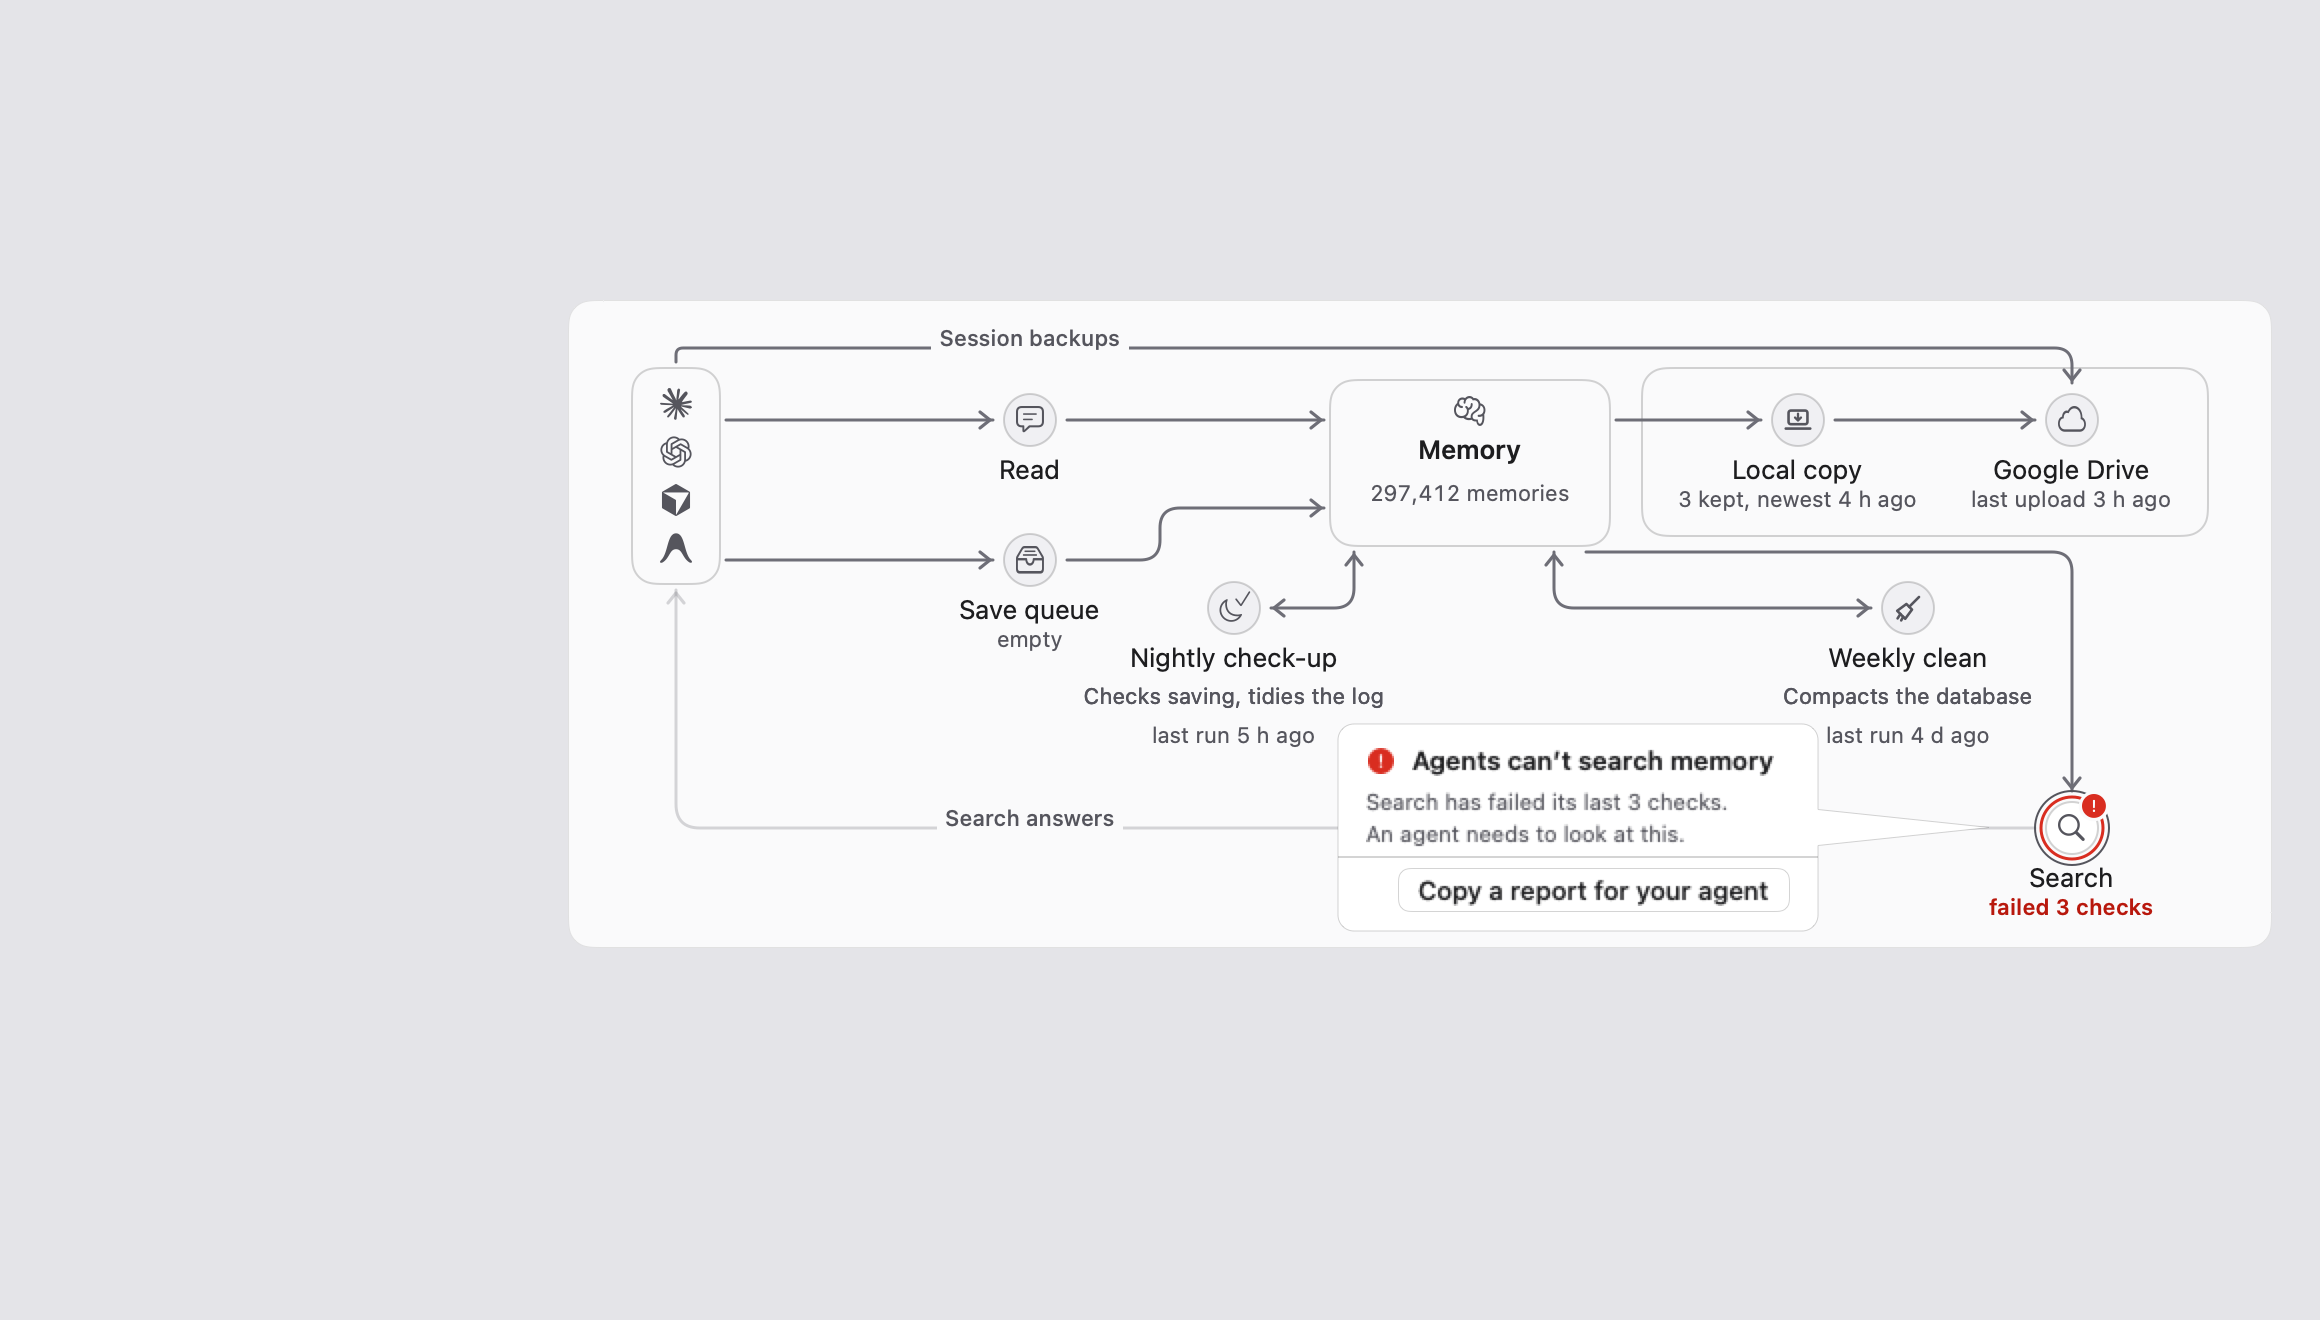 Session backups
Read
Memory
297,412 memories
Local copy
3 kept, newest 4 h ago
Google Drive
last upload 3 h ago
Save queue
empty
Nightly check-up
Checks saving, tidies the log
last run 5 h ago
Weekly clean
Compacts the database
last run 4 d ago
! Agents can’t search memory
Search has failed its last 3 checks.
An agent needs to look at this.
Copy a report for your agent
Search answers
!
Search
failed 3 checks